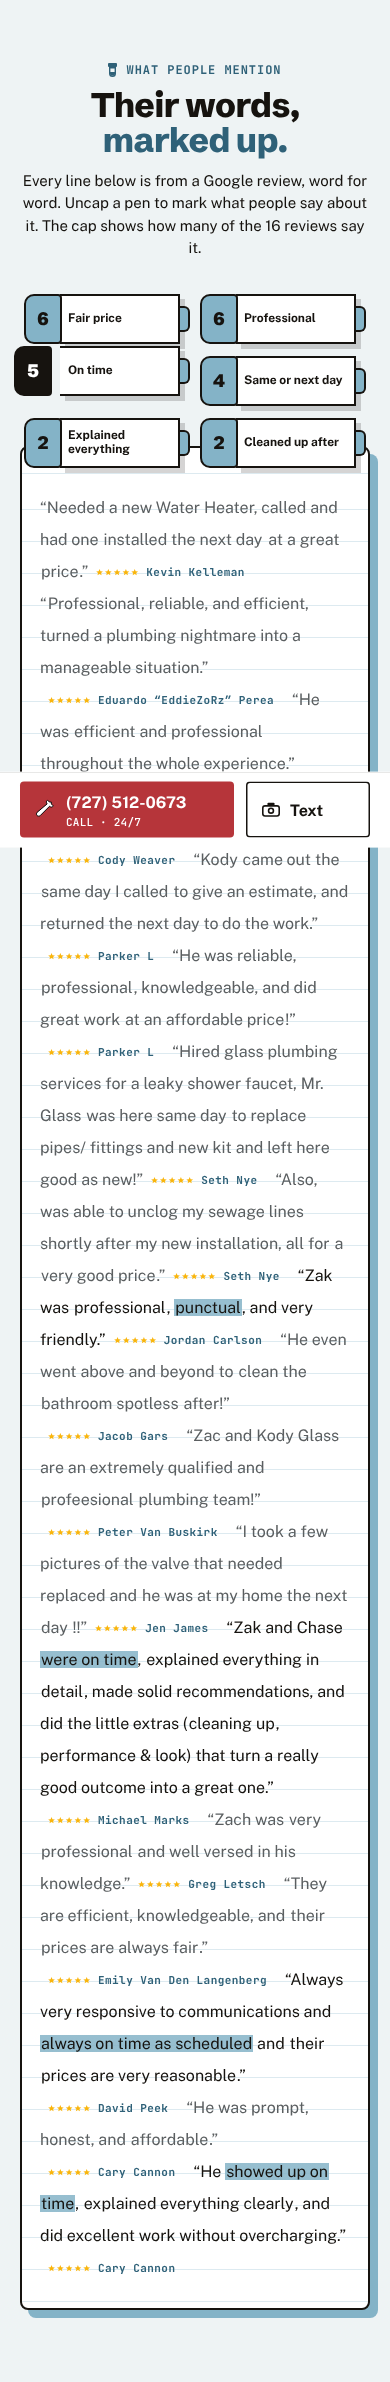 WHAT PEOPLE MENTION
Their words,
marked up.
Every line below is from a Google review, word for
word. Uncap a pen to mark what people say about
it. The cap shows how many of the 16 reviews say
it.
6 Fair price
6 Professional
5 On time
4 Same or next day
2 Explained
everything
2 Cleaned up after
“Needed a new Water Heater, called and
had one installed the next day at a great
price.” ★★★★★ Kevin Kelleman
“Professional, reliable, and efficient,
turned a plumbing nightmare into a
manageable situation.”
★★★★★ Eduardo “EddieZoRz” Perea “He
was efficient and professional
throughout the whole experience.”
(727) 512-0673
CALL · 24/7
Text
★★★★★ Cody Weaver “Kody came out the
same day I called to give an estimate, and
returned the next day to do the work.”
★★★★★ Parker L “He was reliable,
professional, knowledgeable, and did
great work at an affordable price!”
★★★★★ Parker L “Hired glass plumbing
services for a leaky shower faucet, Mr.
Glass was here same day to replace
pipes/ fittings and new kit and left here
good as new!” ★★★★★ Seth Nye “Also,
was able to unclog my sewage lines
shortly after my new installation, all for a
very good price.” ★★★★★ Seth Nye “Zak
was professional, punctual, and very
friendly.” ★★★★★ Jordan Carlson “He even
went above and beyond to clean the
bathroom spotless after!”
★★★★★ Jacob Gars “Zac and Kody Glass
are an extremely qualified and
profeesional plumbing team!”
★★★★★ Peter Van Buskirk “I took a few
pictures of the valve that needed
replaced and he was at my home the next
day !!” ★★★★★ Jen James “Zak and Chase
were on time, explained everything in
detail, made solid recommendations, and
did the little extras (cleaning up,
performance & look) that turn a really
good outcome into a great one.”
★★★★★ Michael Marks “Zach was very
professional and well versed in his
knowledge.” ★★★★★ Greg Letsch “They
are efficient, knowledgeable, and their
prices are always fair.”
★★★★★ Emily Van Den Langenberg “Always
very responsive to communications and
always on time as scheduled and their
prices are very reasonable.”
★★★★★ David Peek “He was prompt,
honest, and affordable.”
★★★★★ Cary Cannon “He showed up on
time, explained everything clearly, and
did excellent work without overcharging.”
★★★★★ Cary Cannon